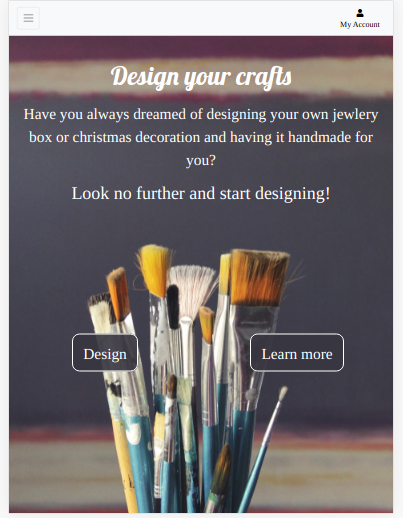 My Account
Design your crafts
Have you always dreamed of designing your own jewlery
box or christmas decoration and having it handmade for
you?
Look no further and start designing!
Design
Learn more